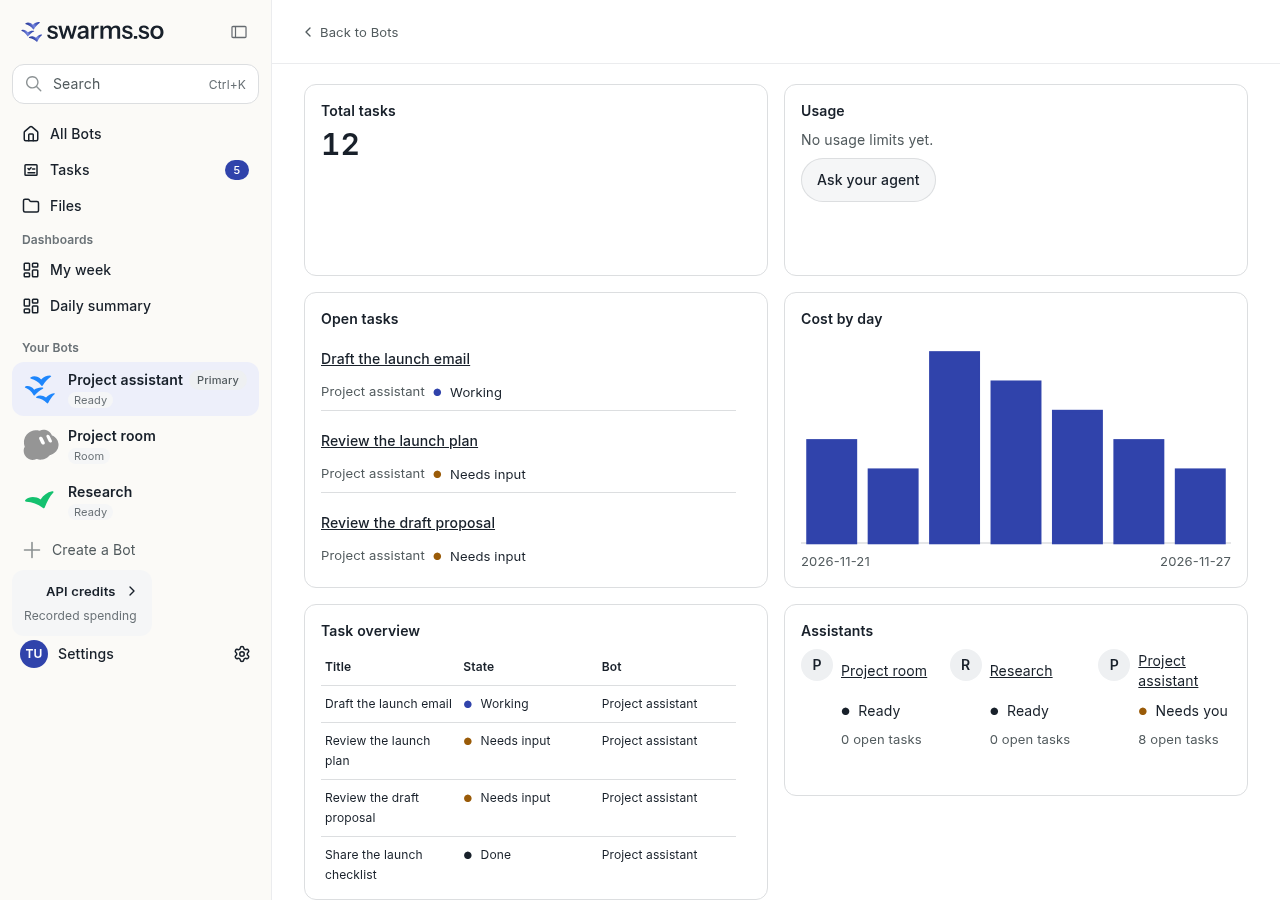 swarms.so
Search Ctrl+K
All Bots
Tasks 5
Files
Dashboards
My week
Daily summary
Your Bots
Project assistant Primary
Ready
Project room
Room
Research
Ready
Create a Bot
API credits
Recorded spending
TU Settings
Back to Bots
Total tasks
12
Usage
No usage limits yet.
Ask your agent
Open tasks
Draft the launch email
Project assistant Working
Review the launch plan
Project assistant Needs input
Review the draft proposal
Project assistant Needs input
Cost by day
2026-11-21 2026-11-27
Task overview
Title State Bot
Draft the launch email Working Project assistant
Review the launch
plan
Needs input Project assistant
Review the draft
proposal
Needs input Project assistant
Share the launch
checklist
Done Project assistant
Assistants
P Project room
Ready
0 open tasks
R Research
Ready
0 open tasks
P Project
assistant
Needs you
8 open tasks